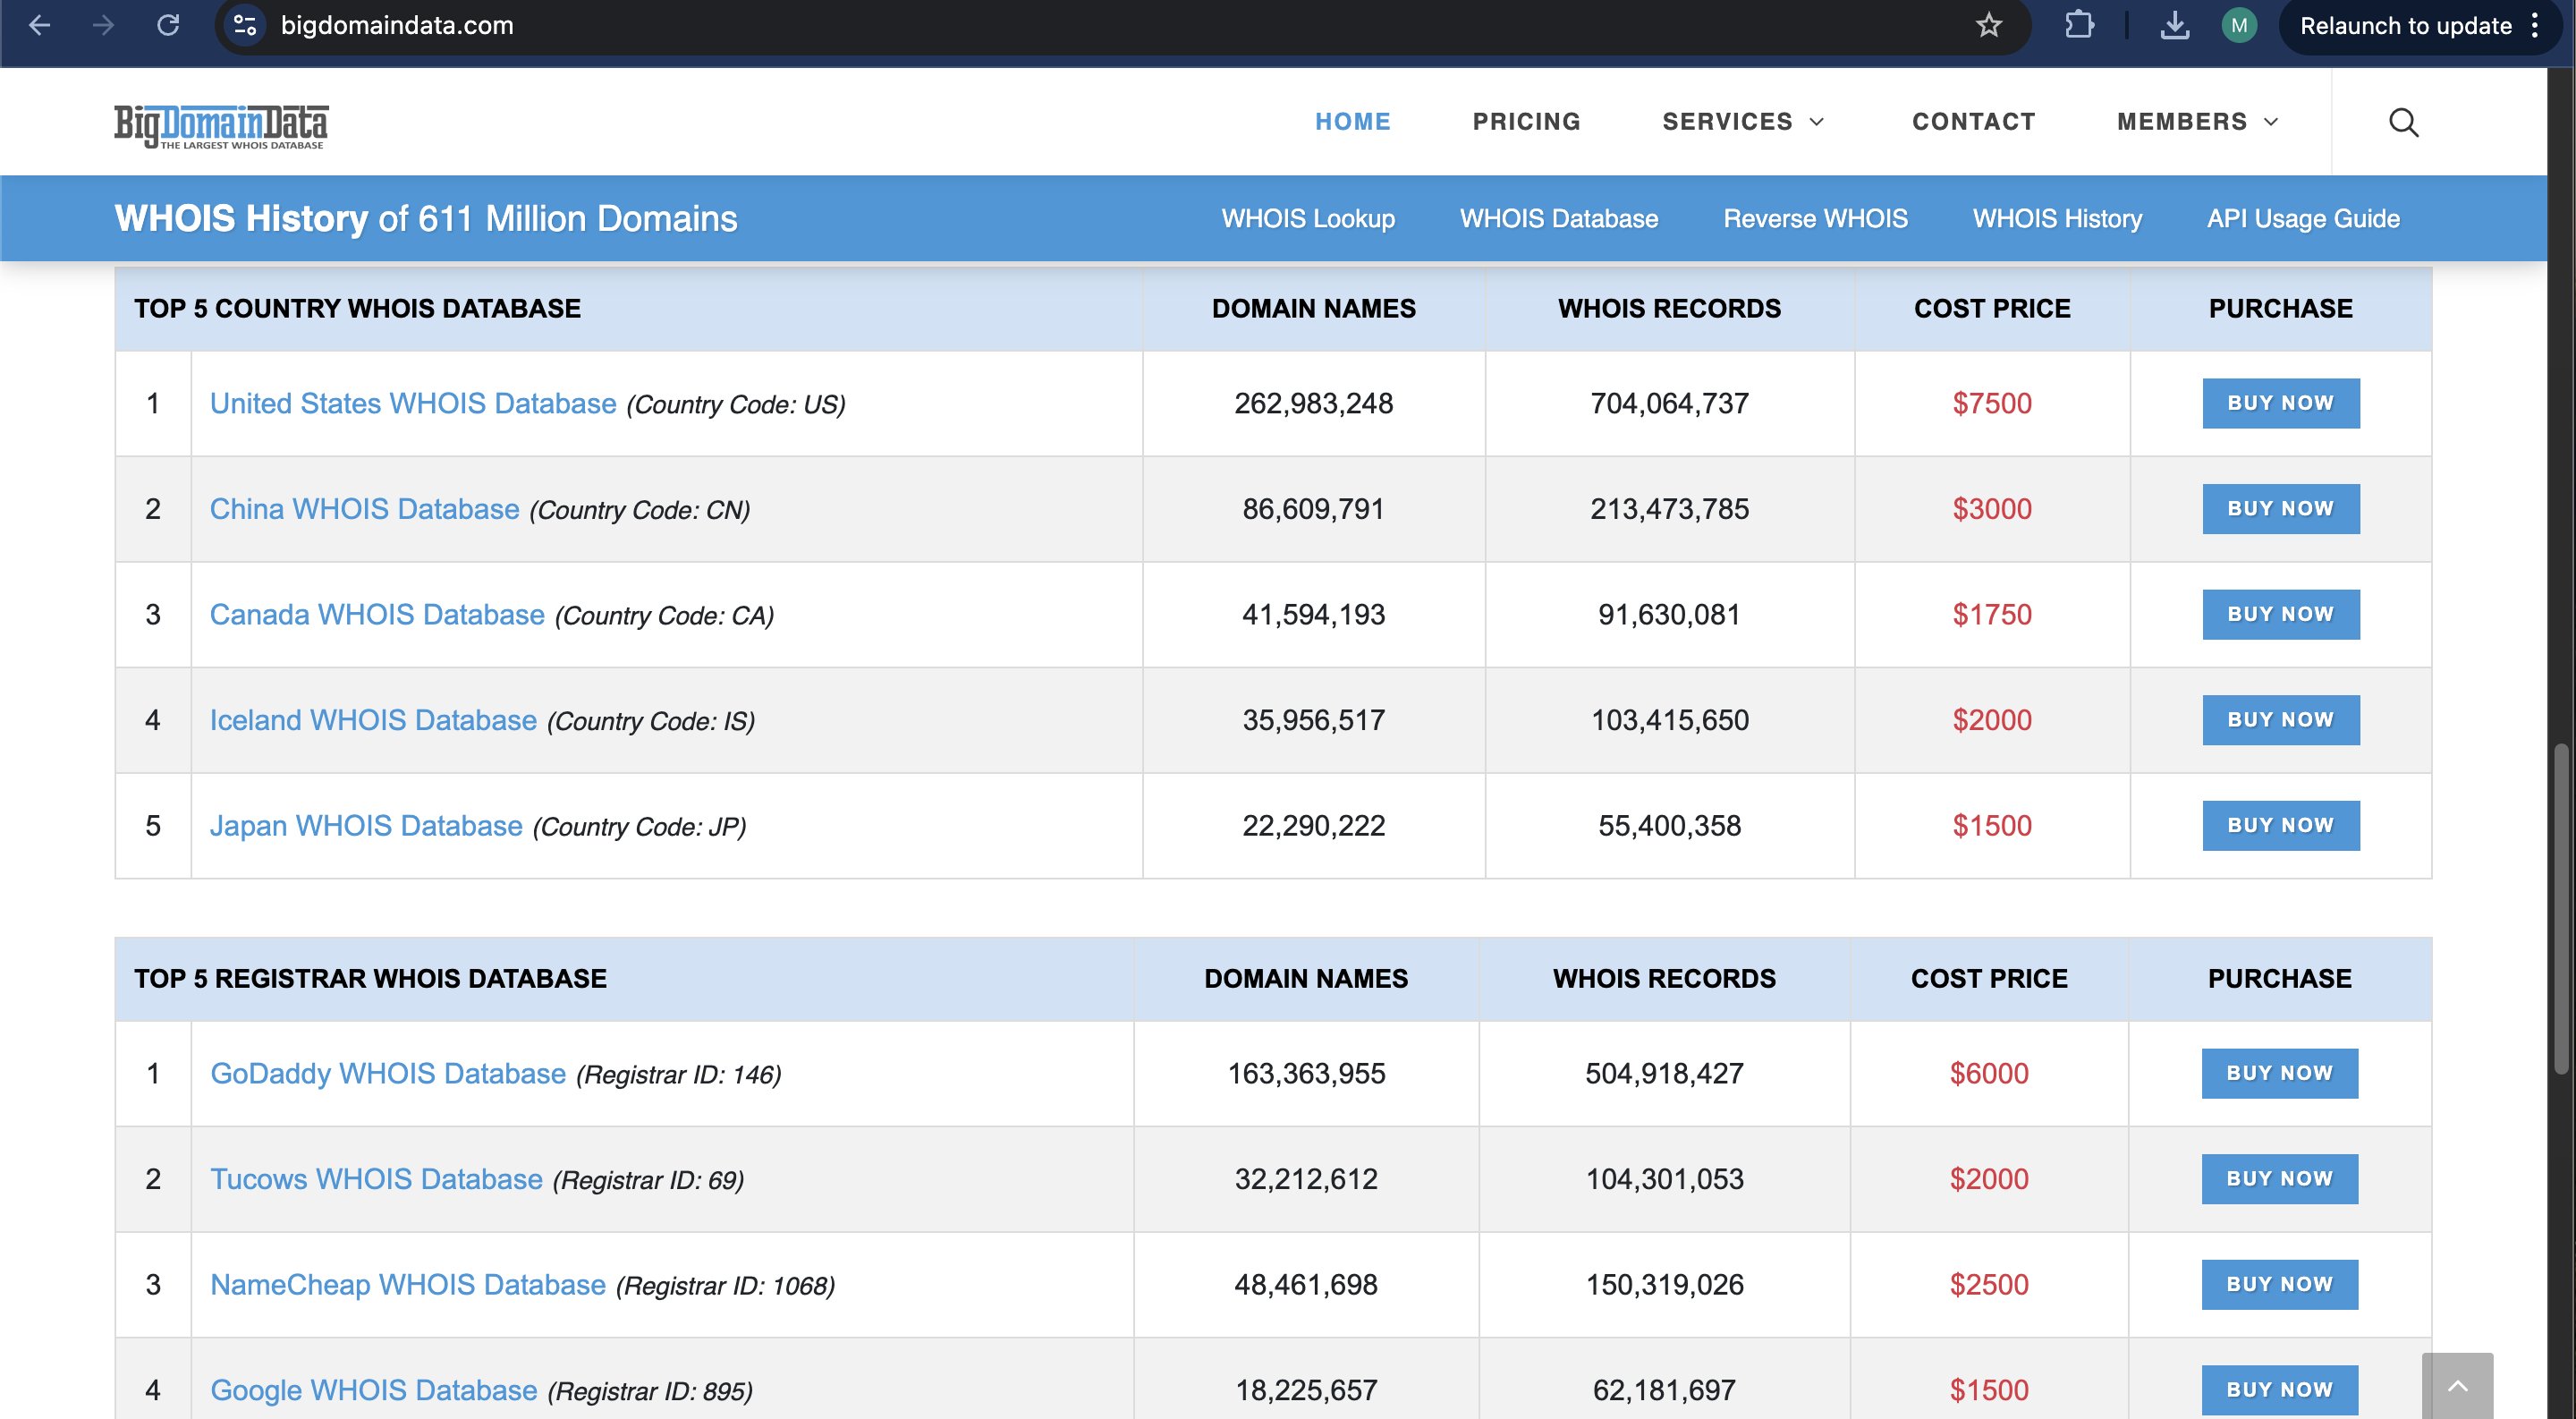 bigdomaindata.com
Relaunch to update
M
BigDomainData
THE LARGEST WHOIS DATABASE
HOME PRICING SERVICES CONTACT MEMBERS
WHOIS History of 611 Million Domains
WHOIS Lookup WHOIS Database Reverse WHOIS WHOIS History API Usage Guide
TOP 5 COUNTRY WHOIS DATABASE DOMAIN NAMES WHOIS RECORDS COST PRICE PURCHASE
1 United States WHOIS Database (Country Code: US) 262,983,248 704,064,737 $7500 BUY NOW
2 China WHOIS Database (Country Code: CN) 86,609,791 213,473,785 $3000 BUY NOW
3 Canada WHOIS Database (Country Code: CA) 41,594,193 91,630,081 $1750 BUY NOW
4 Iceland WHOIS Database (Country Code: IS) 35,956,517 103,415,650 $2000 BUY NOW
5 Japan WHOIS Database (Country Code: JP) 22,290,222 55,400,358 $1500 BUY NOW
TOP 5 REGISTRAR WHOIS DATABASE DOMAIN NAMES WHOIS RECORDS COST PRICE PURCHASE
1 GoDaddy WHOIS Database (Registrar ID: 146) 163,363,955 504,918,427 $6000 BUY NOW
2 Tucows WHOIS Database (Registrar ID: 69) 32,212,612 104,301,053 $2000 BUY NOW
3 NameCheap WHOIS Database (Registrar ID: 1068) 48,461,698 150,319,026 $2500 BUY NOW
4 Google WHOIS Database (Registrar ID: 895) 18,225,657 62,181,697 $1500 BUY NOW